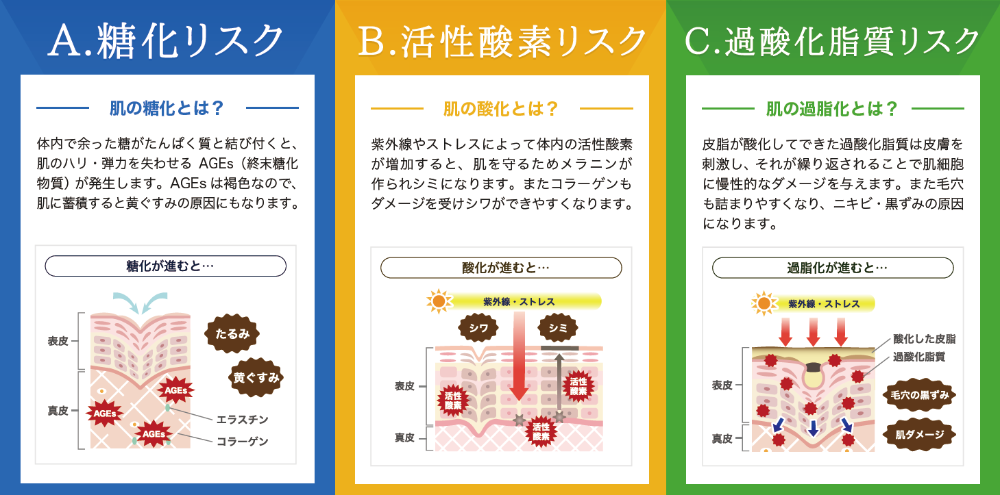 A.糖化リスク
肌の糖化とは？
体内で余った糖がたんぱく質と結び付くと、
肌のハリ・弾力を失わせる AGEs（終末糖化
物質）が発生します。AGEs は褐色なので、
肌に蓄積すると黄ぐすみの原因にもなります。
糖化が進むと…
たるみ
黄ぐすみ
表皮
真皮
AGEs
AGEs
AGEs
エラスチン
コラーゲン
B.活性酸素リスク
肌の酸化とは？
紫外線やストレスによって体内の活性酸素
が増加すると、肌を守るためメラニンが
作られシミになります。またコラーゲンも
ダメージを受けシワができやすくなります。
酸化が進むと…
紫外線・ストレス
シワ
シミ
表皮
真皮
活性
酸素
活性
酸素
活性
酸素
C.過酸化脂質リスク
肌の過脂化とは？
皮脂が酸化してできた過酸化脂質は皮膚を
刺激し、それが繰り返されることで肌細胞
に慢性的なダメージを与えます。また毛穴
も詰まりやすくなり、ニキビ・黒ずみの原因
になります。
過脂化が進むと…
紫外線・ストレス
酸化した皮脂
過酸化脂質
表皮
真皮
毛穴の黒ずみ
肌ダメージ